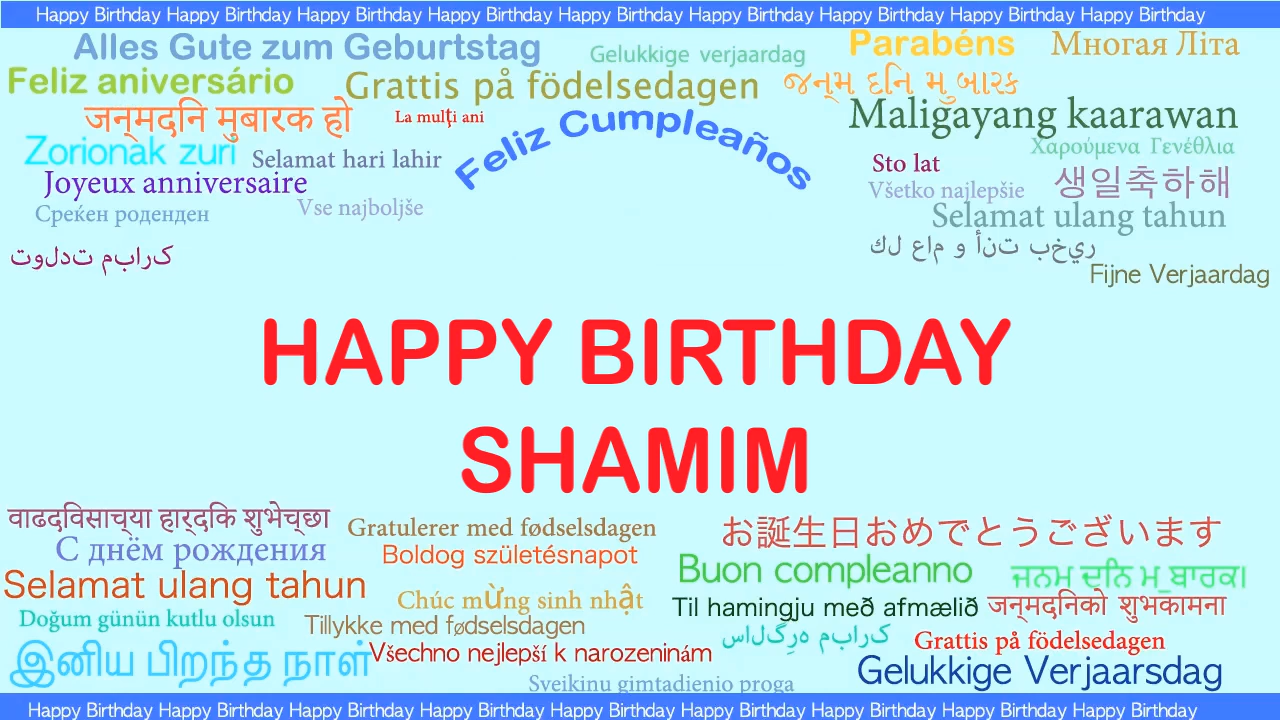 Happy Birthday Happy Birthday Happy Birthday Happy Birthday Happy Birthday Happy Birthday Happy Birthday Happy Birthday Happy Birthday
Alles Gute zum Geburtstag
Gelukkige verjaardag
Parabéns
Многая Літа
Feliz aniversário
Grattis på födelsedagen
જન્મ દિન મુબારક
Maligayang kaarawan
जन्मदिन मुबारक हो
La mulţi ani
Feliz Cumpleaños
Zorionak zuri
Selamat hari lahir
Χαρούμενα Γενέθλια
Sto lat
Joyeux anniversaire
Všetko najlepšie
생일축하해
Среќен роденден
Vse najboljše
Selamat ulang tahun
تولدت مبارک
كل عام و أنت بخير
Fijne Verjaardag
HAPPY BIRTHDAY
SHAMIM
वाढदिवसाच्या हार्दिक शुभेच्छा
Gratulerer med fødselsdagen
お誕生日おめでとうございます
С днём рождения
Boldog születésnapot
Buon compleanno
ਜਨਮ ਦਿਨ ਮੁਬਾਰਕ।
Selamat ulang tahun
Chúc mừng sinh nhật
Til hamingju með afmælið
जन्मदिनको शुभकामना
Doğum günün kutlu olsun
Tillykke med fødselsdagen
سالگرہ مبارک
Grattis på födelsedagen
இனிய பிறந்த நாள்
Všechno nejlepší k narozeninám
Gelukkige Verjaarsdag
Sveikinu gimtadienio proga
Happy Birthday Happy Birthday Happy Birthday Happy Birthday Happy Birthday Happy Birthday Happy Birthday Happy Birthday Happy Birthday